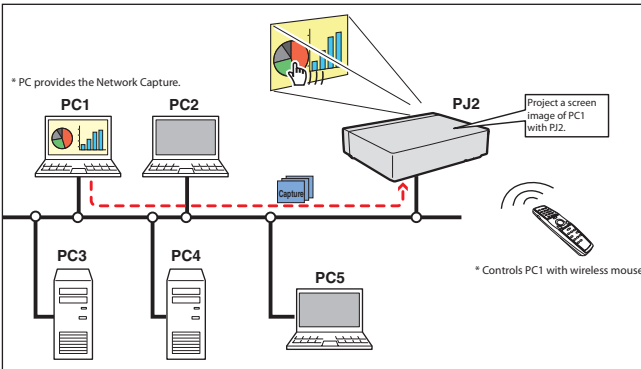 * PC provides the Network Capture.
PC1
PC2
PJ2
Project a screen
image of PC1
with PJ2.
Capture
PC3
PC4
PC5
* Controls PC1 with wireless mouse